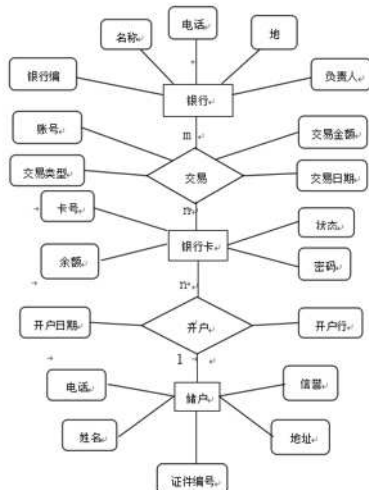 电话
名称
地
银行编
负责人
银行
m
账号
交易金额
交易类型
交易
交易日期
n
卡号
状态
银行卡
余额
密码
n
开户日期
开户
开户行
1
电话
信誉
储户
姓名
地址
证件编号